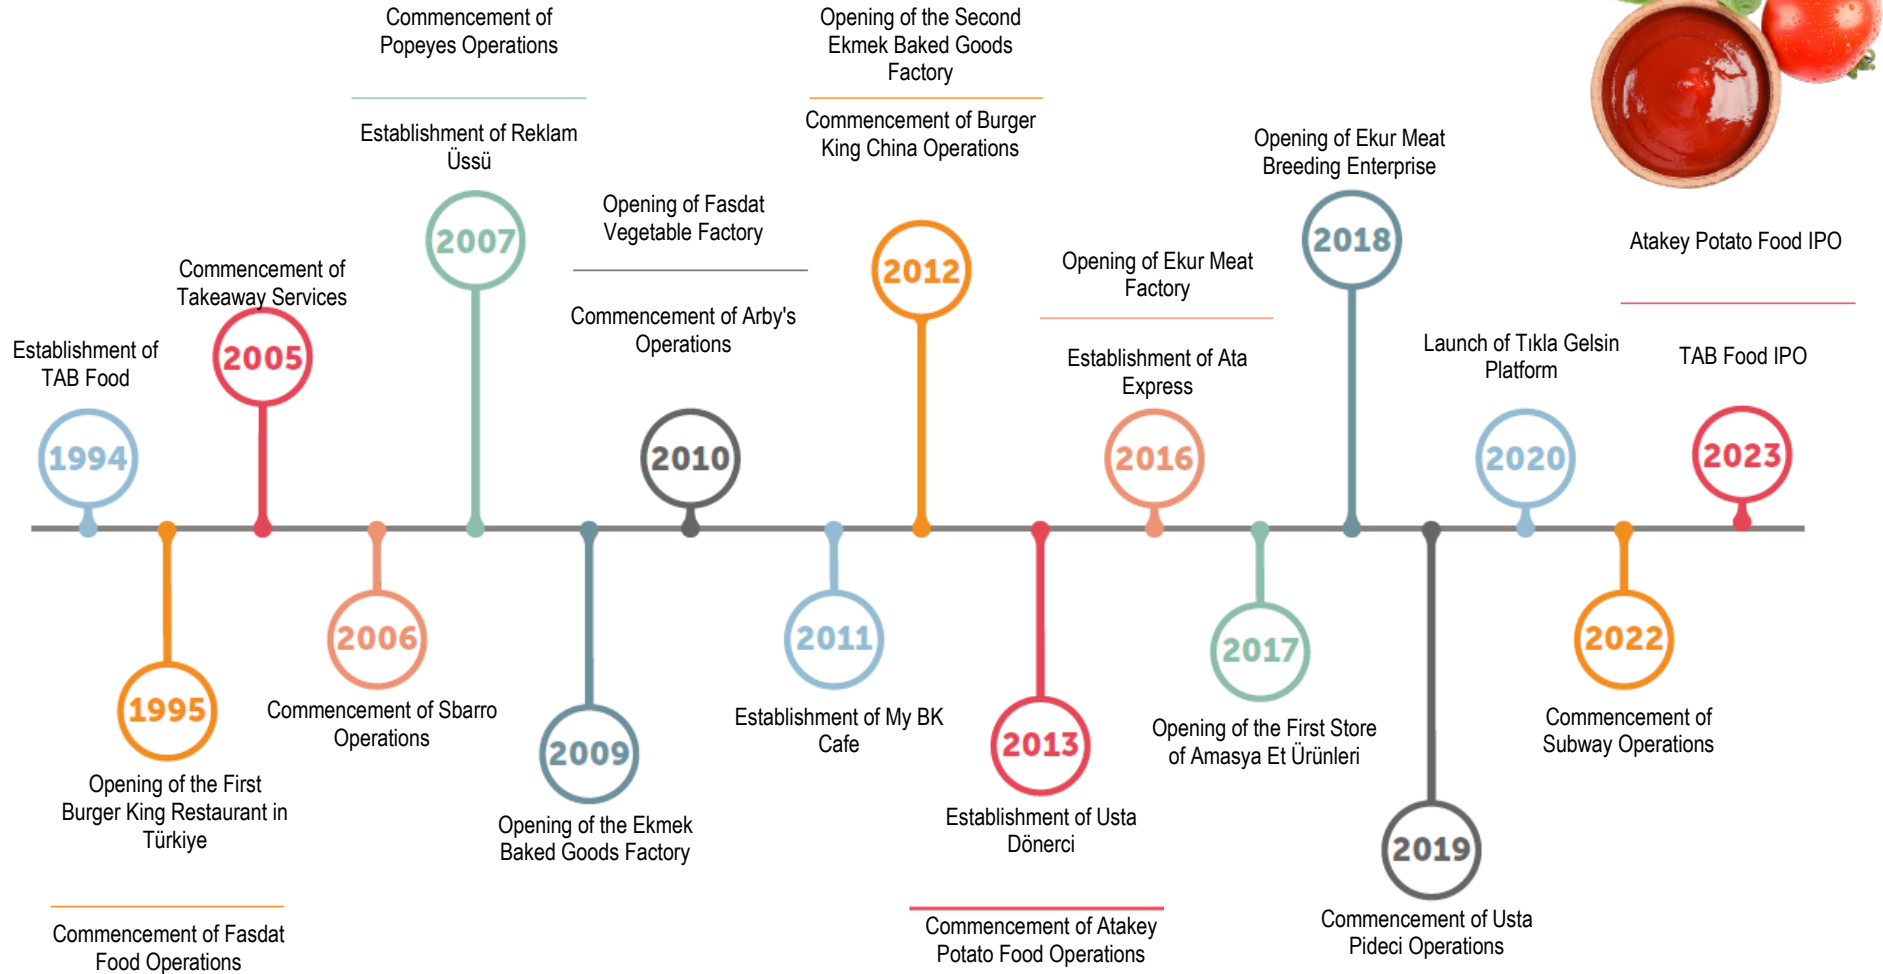 Establishment of
TAB Food
1994
1995
Opening of the First
Burger King Restaurant in
Türkiye
Commencement of Fasdat
Food Operations
Commencement of
Takeaway Services
2005
2006
Commencement of Sbarro
Operations
Commencement of
Popeyes Operations
Establishment of Reklam
Üssü
2007
2009
Opening of the Ekmek
Baked Goods Factory
Opening of Fasdat
Vegetable Factory
Commencement of Arby's
Operations
2010
2011
Establishment of My BK
Cafe
Opening of the Second
Ekmek Baked Goods
Factory
Commencement of Burger
King China Operations
2012
2013
Establishment of Usta
Dönerci
Commencement of Atakey
Potato Food Operations
Opening of Ekur Meat
Factory
Establishment of Ata
Express
2016
2017
Opening of the First Store
of Amasya Et Ürünleri
Opening of Ekur Meat
Breeding Enterprise
2018
2019
Commencement of Usta
Pideci Operations
Launch of Tıkla Gelsin
Platform
2020
2022
Commencement of
Subway Operations
Atakey Potato Food IPO
TAB Food IPO
2023